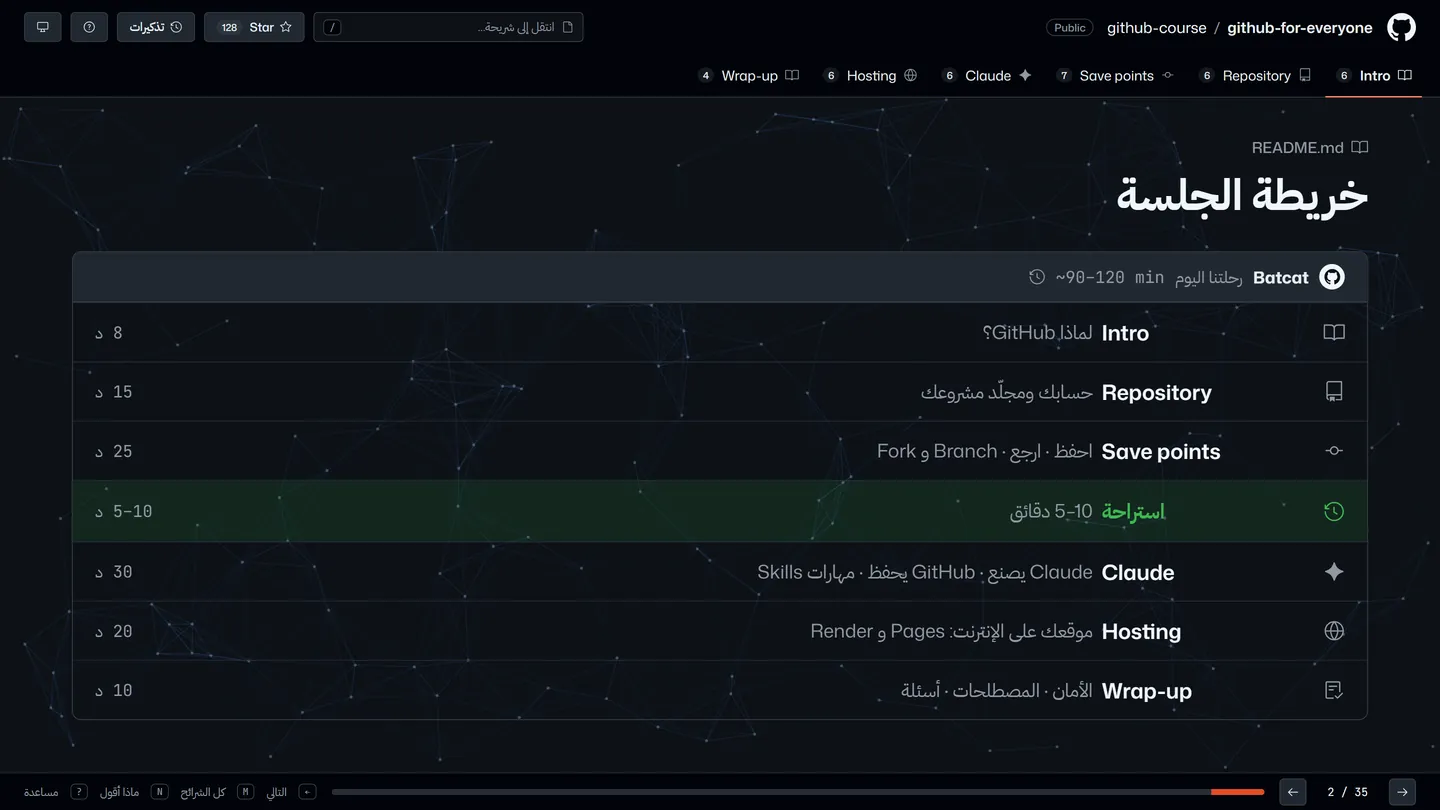 github-course / github-for-everyone Public
انتقل إلى شريحة... /
Star 128
تذكيرات
Intro 6
Repository 6
Save points 7
Claude 6
Hosting 6
Wrap-up 4
README.md
خريطة الجلسة
Batcat رحلتنا اليوم ~90–120 min
Intro لماذا GitHub؟ 8 د
Repository حسابك ومجلّد مشروعك 15 د
Save points احفظ · ارجع · Branch و Fork 25 د
استراحة 5–10 دقائق 5–10 د
Claude Claude يصنع · GitHub يحفظ · مهارات Skills 30 د
Hosting موقعك على الإنترنت: Pages و Render 20 د
Wrap-up الأمان · المصطلحات · أسئلة 10 د
2 / 35
← التالي M كل الشرائح N ماذا أقول ? مساعدة